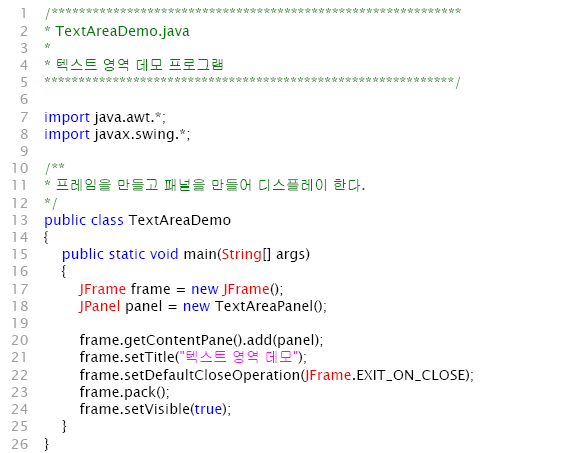 1 /************************************************************
2 * TextAreaDemo.java
3 *
4 * 텍스트 영역 데모 프로그램
5 ************************************************************/
6
7 import java.awt.*;
8 import javax.swing.*;
9
10 /**
11 * 프레임을 만들고 패널을 만들어 디스플레이 한다.
12 */
13 public class TextAreaDemo
14 {
15     public static void main(String[] args)
16     {
17         JFrame frame = new JFrame();
18         JPanel panel = new TextAreaPanel();
19
20         frame.getContentPane().add(panel);
21         frame.setTitle("텍스트 영역 데모");
22         frame.setDefaultCloseOperation(JFrame.EXIT_ON_CLOSE);
23         frame.pack();
24         frame.setVisible(true);
25     }
26 }